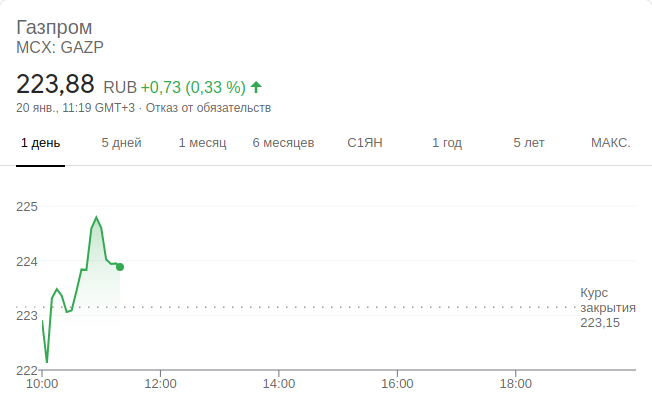 Газпром
MCX: GAZP
223,88 RUB +0,73 (0,33 %) ↑
20 янв., 11:19 GMT+3 · Отказ от обязательств
1 день 5 дней 1 месяц 6 месяцев С1ЯН 1 год 5 лет МАКС.
225
224
223
222
Курс
закрытия
223,15
10:00 12:00 14:00 16:00 18:00